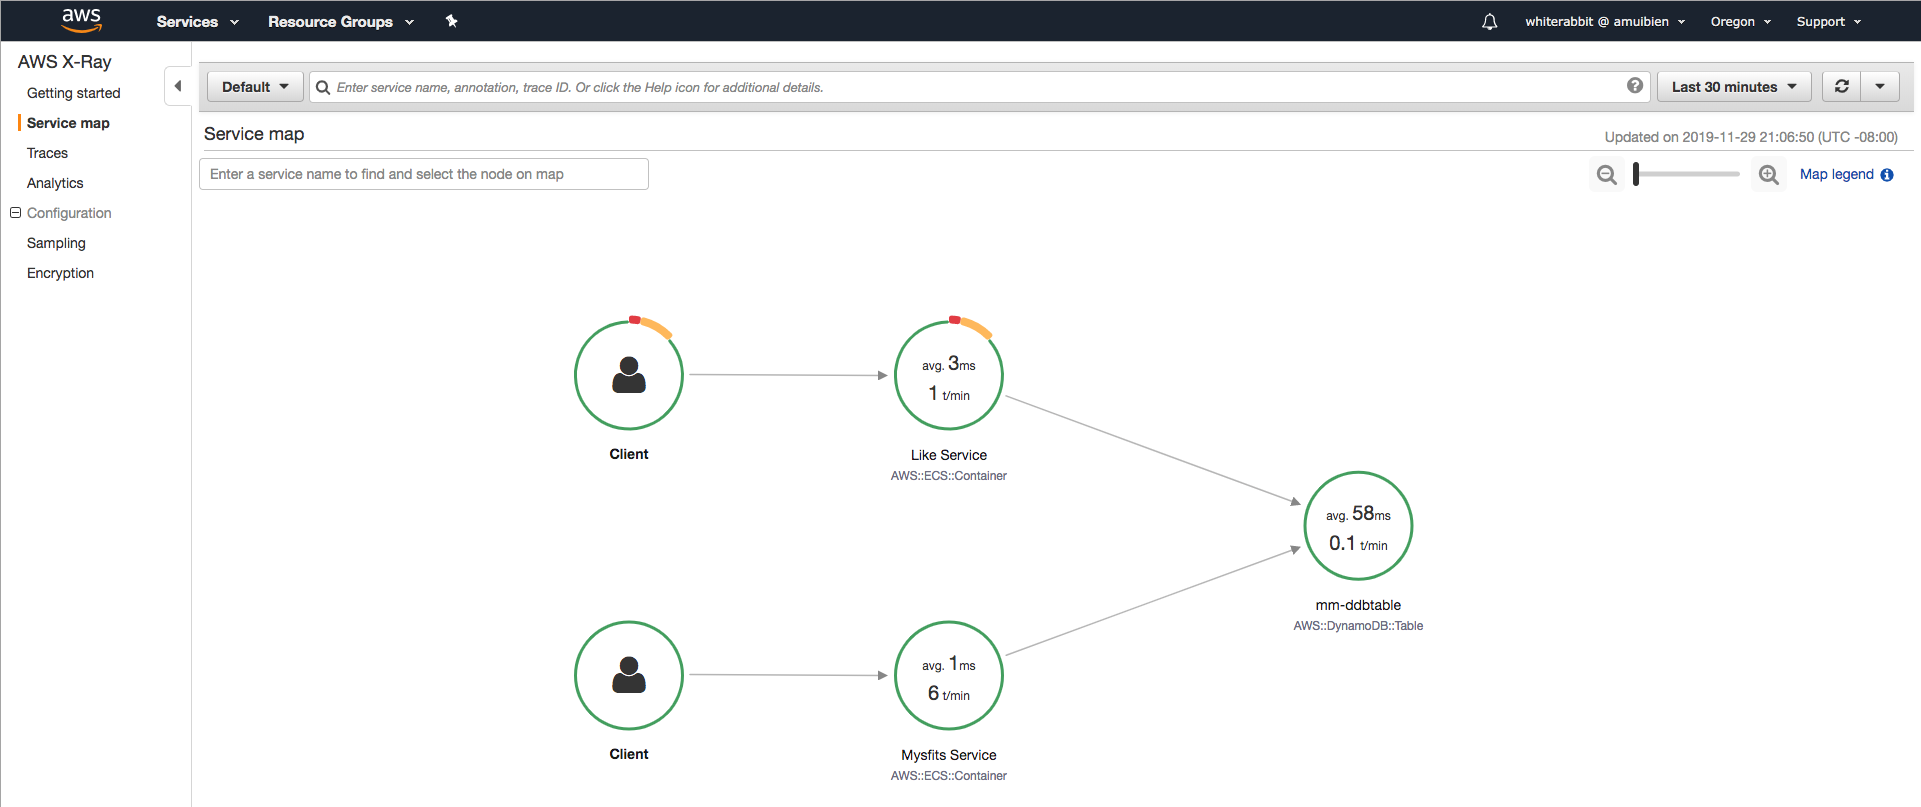 aws
Services
Resource Groups
whiterabbit @ amuibien
Oregon
Support
AWS X-Ray
Getting started
Service map
Traces
Analytics
Configuration
Sampling
Encryption
Default
Enter service name, annotation, trace ID. Or click the Help icon for additional details.
?
Last 30 minutes
Service map
Updated on 2019-11-29 21:06:50 (UTC -08:00)
Enter a service name to find and select the node on map
Map legend i
Client
avg. 3ms
1 t/min
Like Service
AWS::ECS::Container
avg. 58ms
0.1 t/min
mm-ddbtable
AWS::DynamoDB::Table
Client
avg. 1ms
6 t/min
Mysfits Service
AWS::ECS::Container